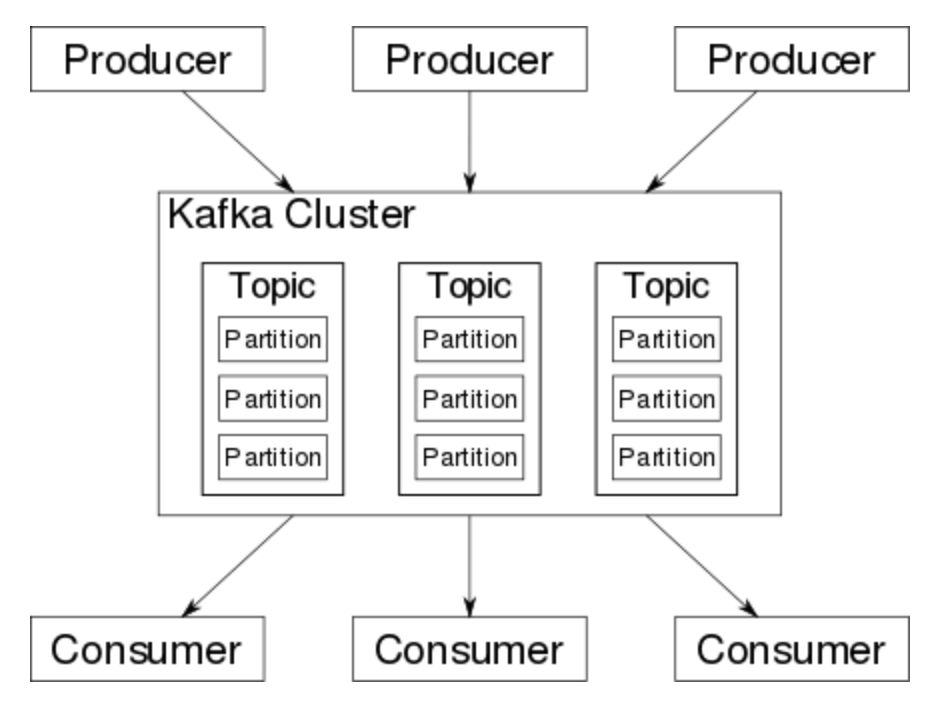 Producer
Producer
Producer
Kafka Cluster
Topic
Partition
Partition
Partition
Topic
Partition
Partition
Partition
Topic
Partition
Partition
Partition
Consumer
Consumer
Consumer